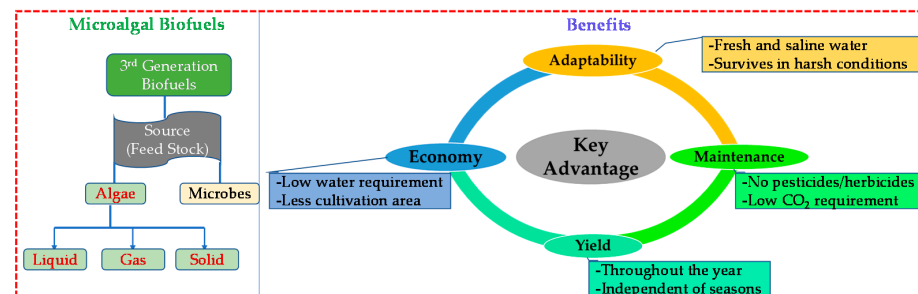 Microalgal Biofuels
3rd Generation
Biofuels
Source
(Feed Stock)
Algae
Microbes
Liquid
Gas
Solid
Benefits
Adaptability
-Fresh and saline water
-Survives in harsh conditions
Economy
-Low water requirement
-Less cultivation area
Key
Advantage
Maintenance
-No pesticides/herbicides
-Low CO₂ requirement
Yield
-Throughout the year
-Independent of seasons